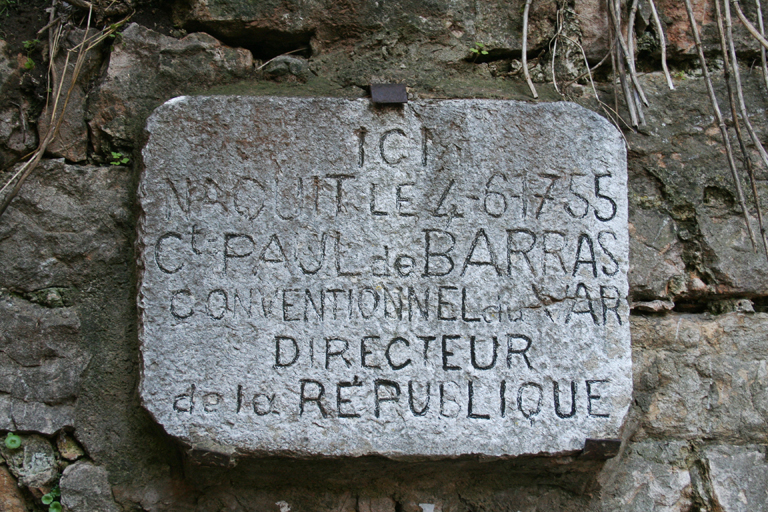 ICI
NAQUIT LE 4-6-1755
Ct PAUL de BARRAS
CONVENTIONNEL du VAR
DIRECTEUR
de la RÉPUBLIQUE